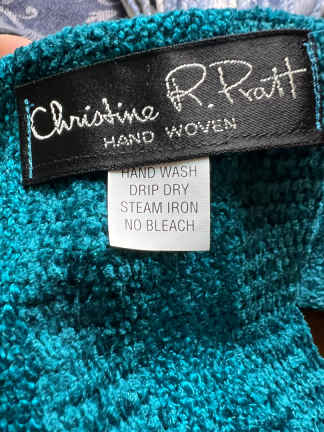 Christine R. Pratt
HAND WOVEN
HAND WASH
DRIP DRY
STEAM IRON
NO BLEACH